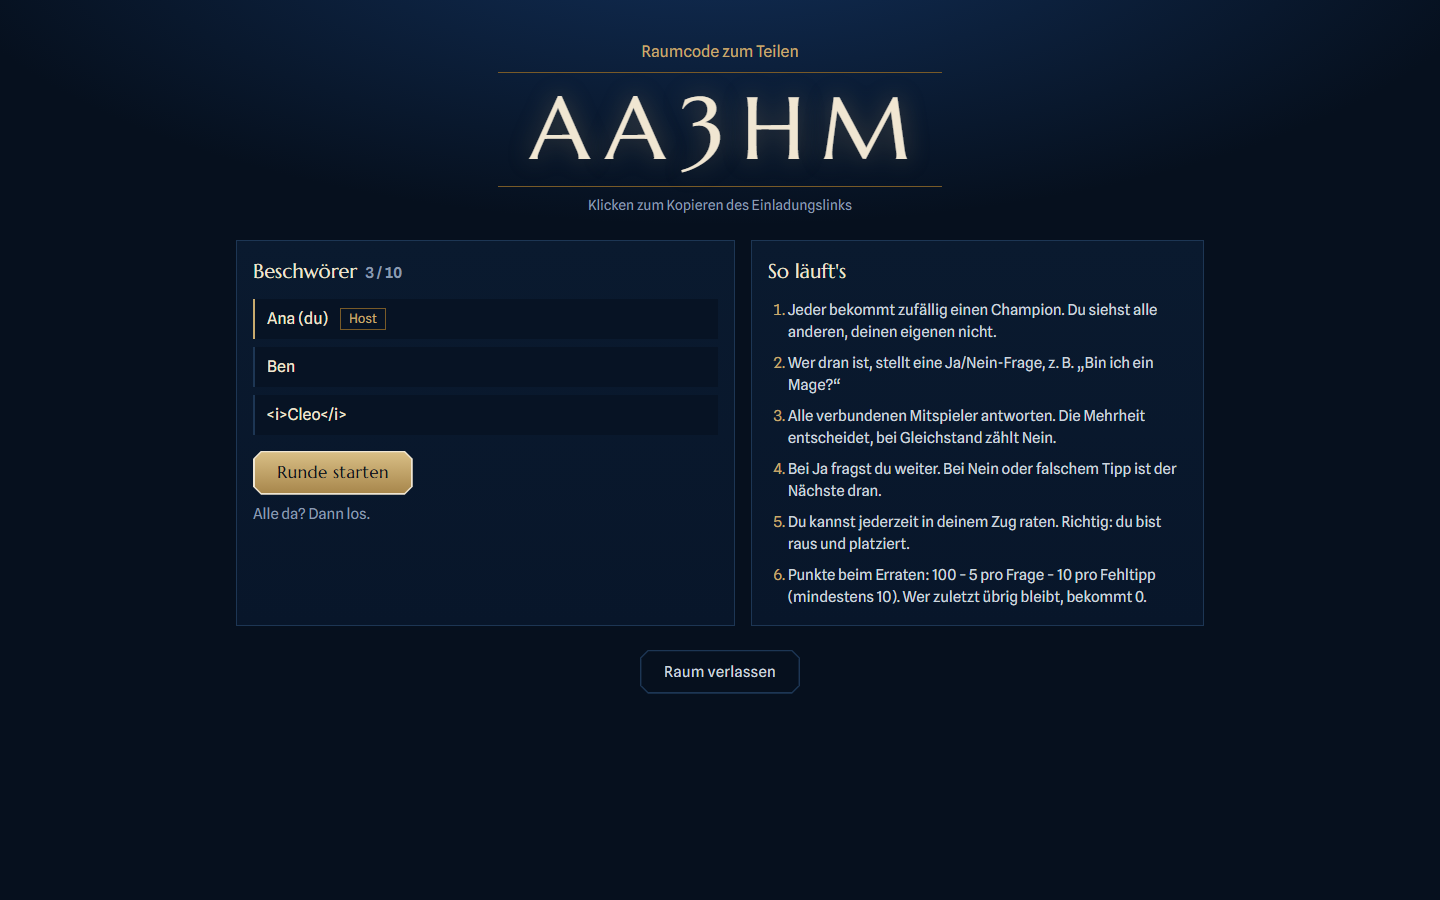 Raumcode zum Teilen
AA3HM
Klicken zum Kopieren des Einladungslinks
Beschwörer 3 / 10
Ana (du) Host
Ben
<i>Cleo</i>
Runde starten
Alle da? Dann los.
So läuft's
1. Jeder bekommt zufällig einen Champion. Du siehst alle
anderen, deinen eigenen nicht.
2. Wer dran ist, stellt eine Ja/Nein-Frage, z. B. „Bin ich ein
Mage?“
3. Alle verbundenen Mitspieler antworten. Die Mehrheit
entscheidet, bei Gleichstand zählt Nein.
4. Bei Ja fragst du weiter. Bei Nein oder falschem Tipp ist der
Nächste dran.
5. Du kannst jederzeit in deinem Zug raten. Richtig: du bist
raus und platziert.
6. Punkte beim Erraten: 100 − 5 pro Frage − 10 pro Fehltipp
(mindestens 10). Wer zuletzt übrig bleibt, bekommt 0.
Raum verlassen